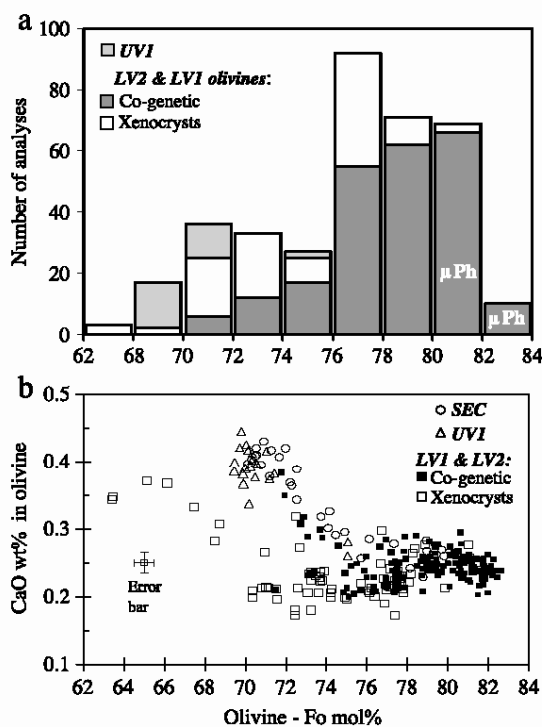 a
UV1
LV2 & LV1 olivines:
Co-genetic
Xenocrysts
Number of analyses
100
80
60
40
20
0
µ Ph
µ Ph
62 64 66 68 70 72 74 76 78 80 82 84
b
SEC
UV1
LV1 & LV2:
Co-genetic
Xenocrysts
CaO wt% in olivine
0.5
0.4
0.3
0.2
0.1
Error
bar
62 64 66 68 70 72 74 76 78 80 82 84
Olivine - Fo mol%